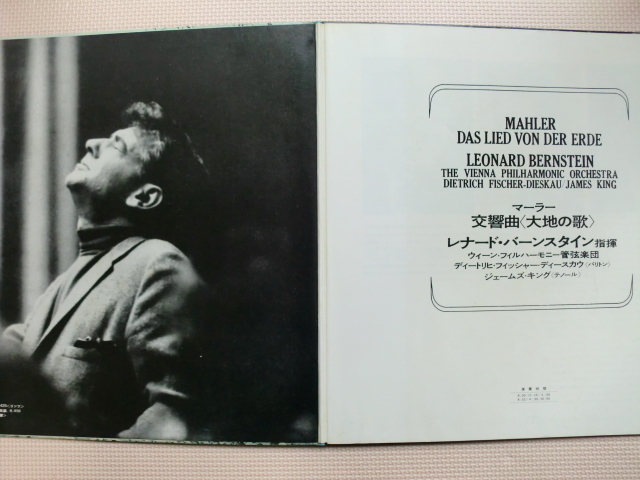 MAHLER
DAS LIED VON DER ERDE
LEONARD BERNSTEIN
THE VIENNA PHILHARMONIC ORCHESTRA
DIETRICH FISCHER-DIESKAU JAMES KING
マーラー
交響曲〈大地の歌〉
レナード・バーンスタイン指揮
ウィーン・フィルハーモニー管弦楽団
ディートリヒ・フィッシャー・ディースカウ〈バリトン〉
ジェームズ・キング〈テノール〉